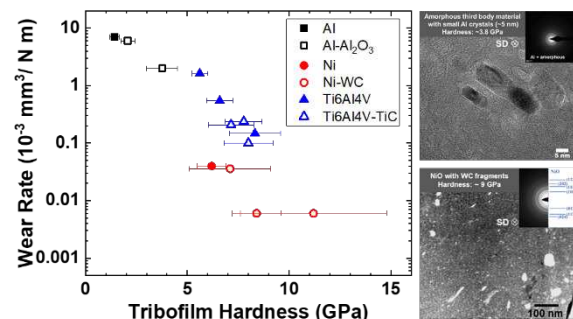 Wear Rate (10⁻³ mm³/ N m)
10
1
0.1
0.01
0.001
0
5
10
15
Tribofilm Hardness (GPa)
Al
Al-Al₂O₃
Ni
Ni-WC
Ti6Al4V
Ti6Al4V-TiC
Amorphous third body material
with small Al crystals (~5 nm)
Hardness: ~3.8 GPa
SD
Al + amorphous
5 nm
NiO with WC fragments
Hardness: ~ 9 GPa
SD
NiO
100 nm